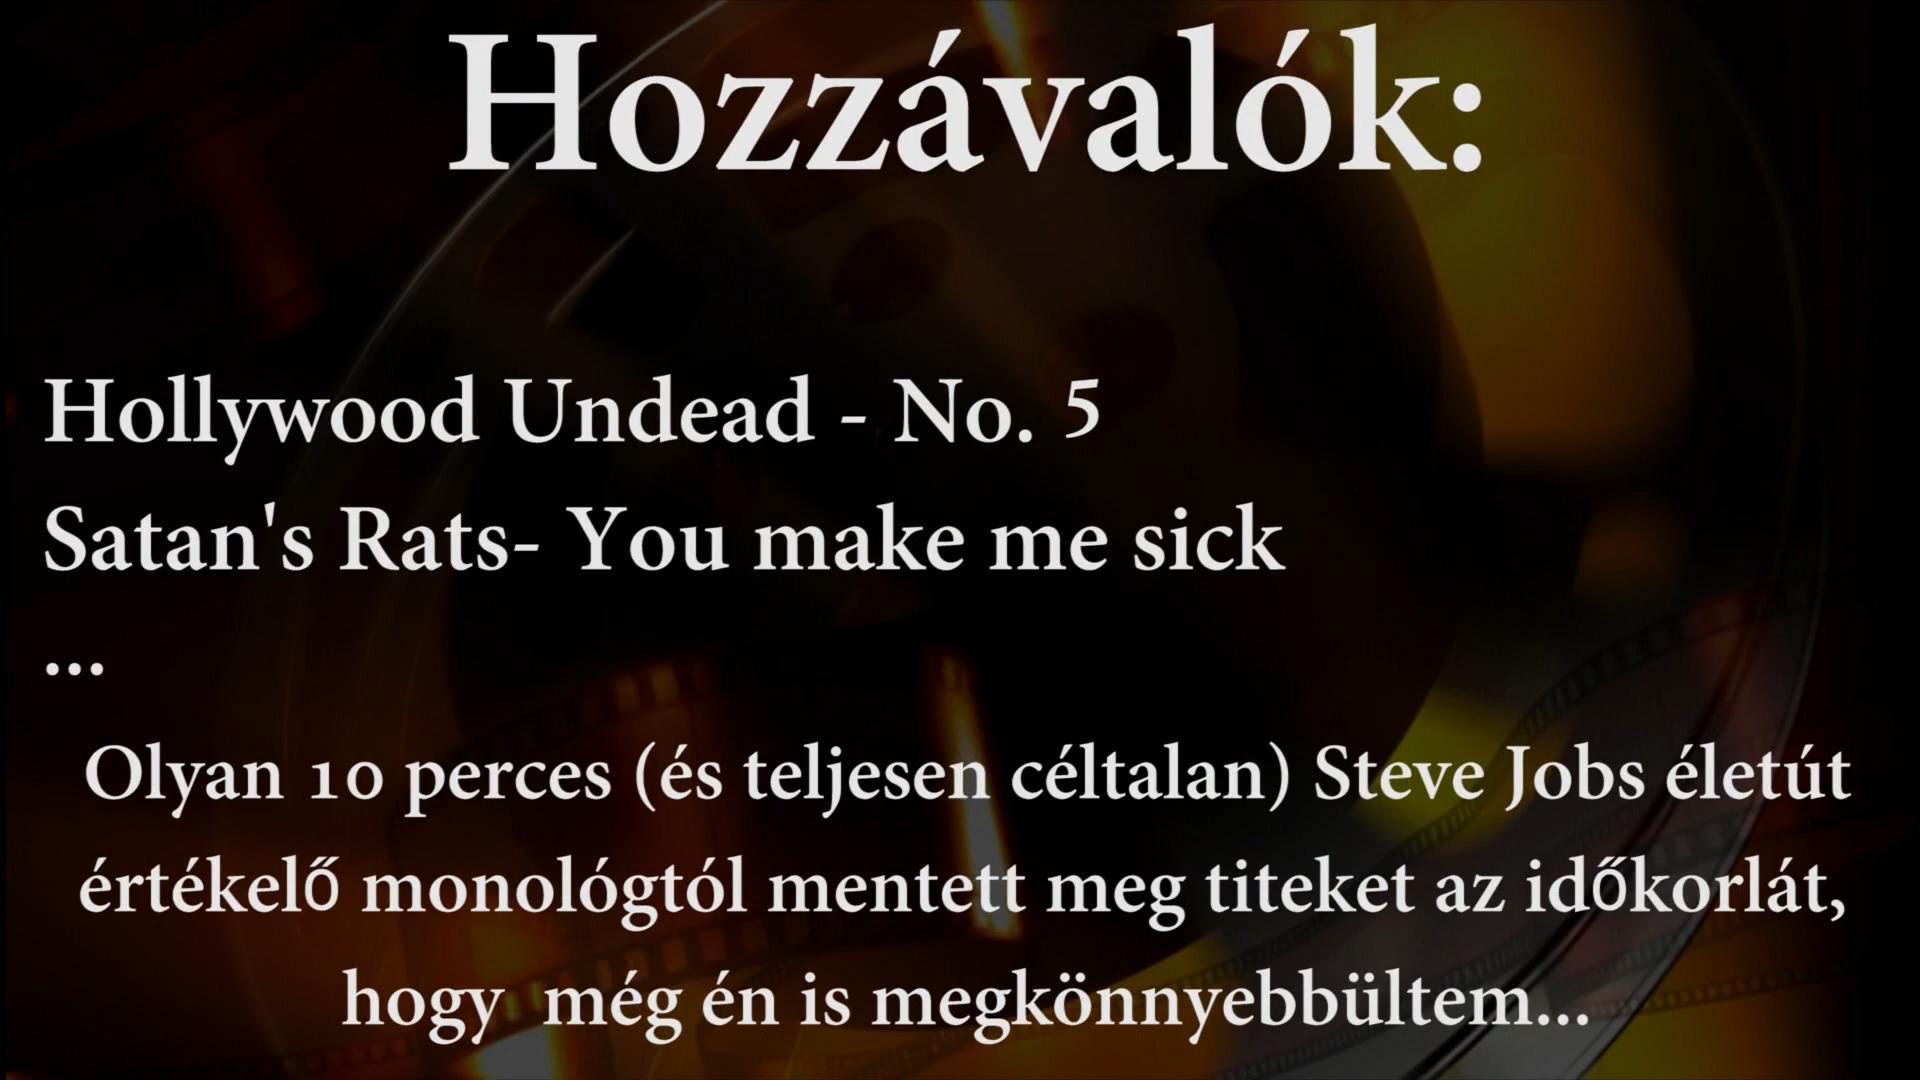 Hozzávalók:
Hollywood Undead - No. 5
Satan's Rats- You make me sick
...
Olyan 10 perces (és teljesen céltalan) Steve Jobs életút
értékelő monológtól mentett meg titeket az időkorlát,
hogy  még én is megkönnyebbültem...